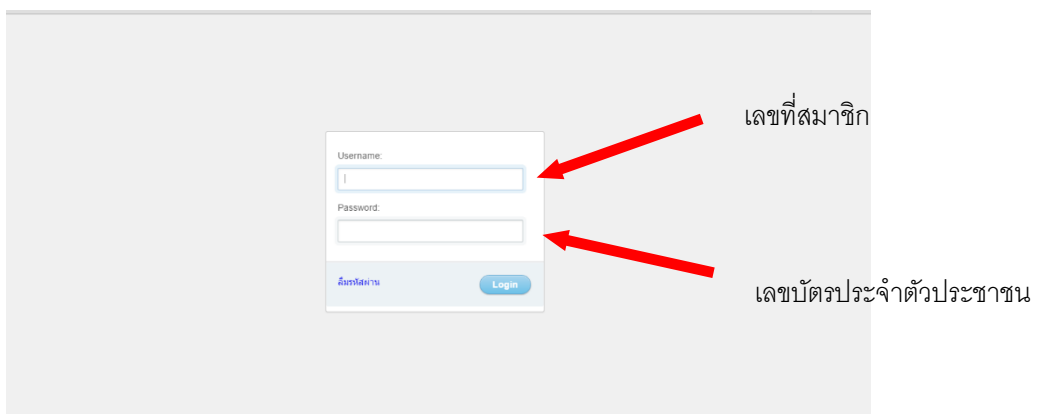 เลขที่สมาชิก
Username:
Password:
ลืมรหัสผ่าน
Login
เลขบัตรประจำตัวประชาชน